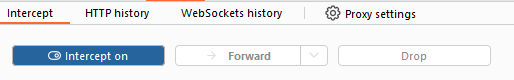 Intercept HTTP history WebSockets history Proxy settings
Intercept on Forward Drop